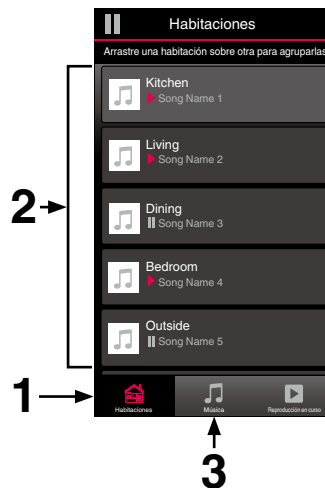 Habitaciones
Arrastre una habitación sobre otra para agruparlas
Kitchen
Song Name 1
Living
Song Name 2
2
Dining
Song Name 3
Bedroom
Song Name 4
Outside
Song Name 5
1
Habitaciones
Música
Reproducción en curso
3